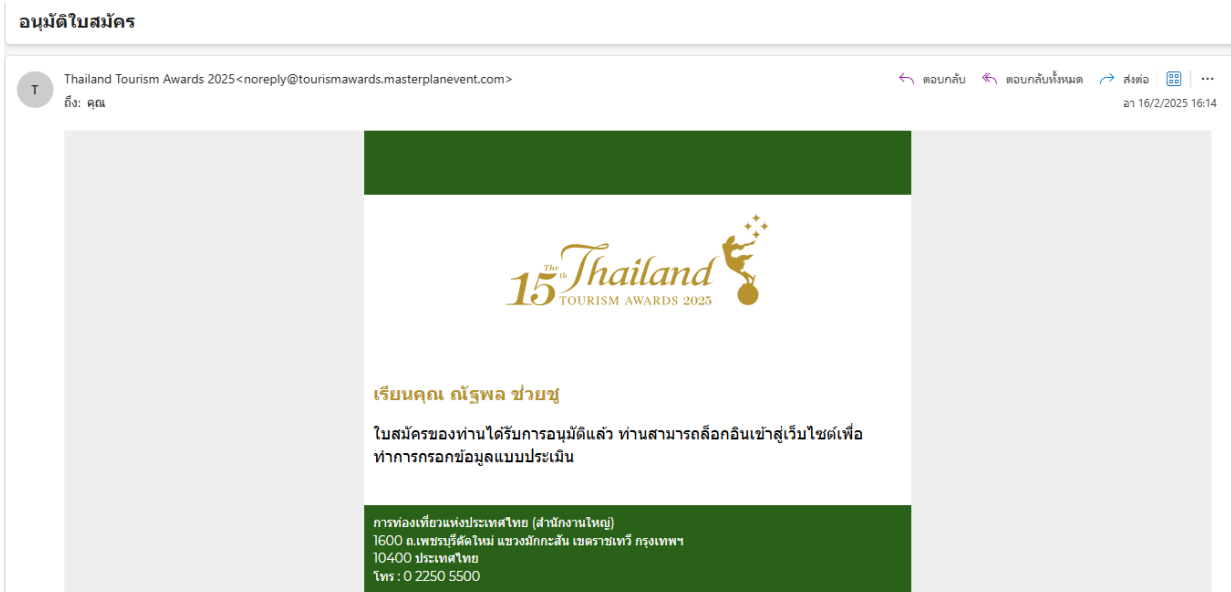 อนุมัติใบสมัคร
T
Thailand Tourism Awards 2025<noreply@tourismawards.masterplanevent.com>
ตอบกลับ ตอบกลับทั้งหมด ส่งต่อ
ถึง: คุณ
อา 16/2/2025 16:14
The 15th Thailand
TOURISM AWARDS 2025
เรียนคุณ ณัฐพล ช่วยชู
ใบสมัครของท่านได้รับการอนุมัติแล้ว ท่านสามารถล็อกอินเข้าสู่เว็บไซต์เพื่อ
ทำการกรอกข้อมูลแบบประเมิน
การท่องเที่ยวแห่งประเทศไทย (สำนักงานใหญ่)
1600 ถ.เพชรบุรีตัดใหม่ แขวงมักกะสัน เขตราชเทวี กรุงเทพฯ
10400 ประเทศไทย
โทร : 0 2250 5500